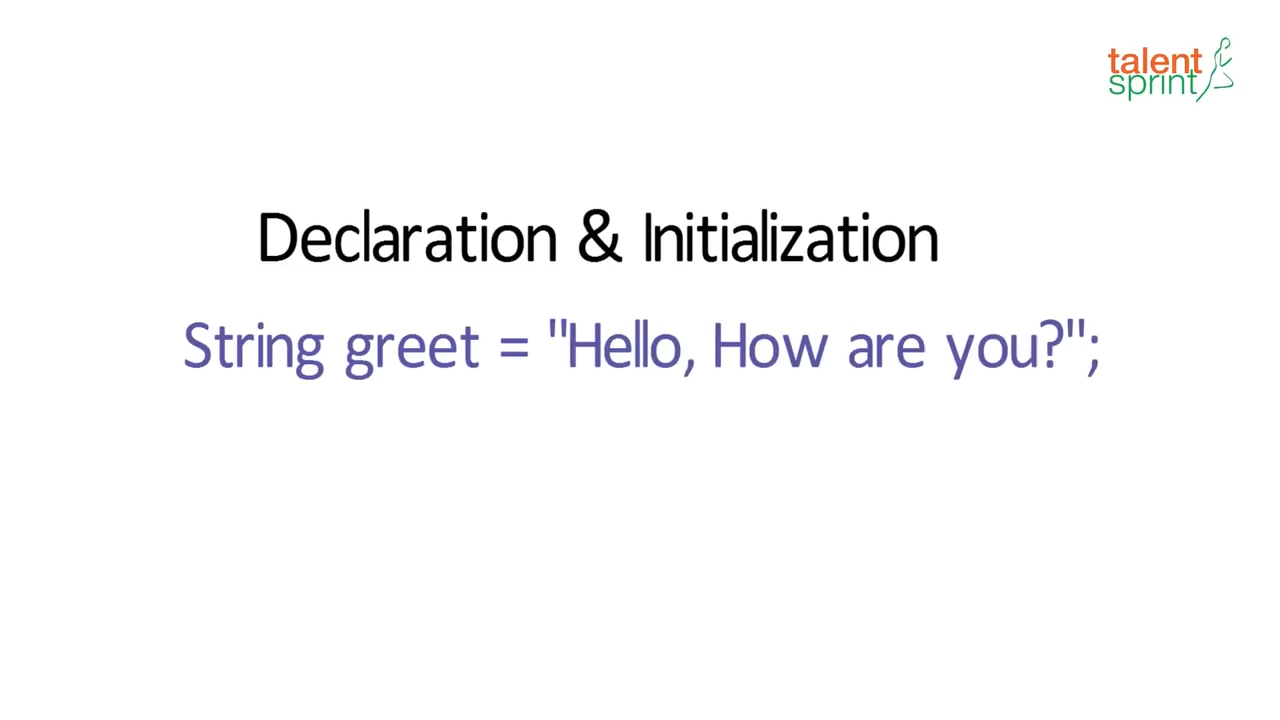 talent
sprint
Declaration & Initialization
String greet = "Hello, How are you?";